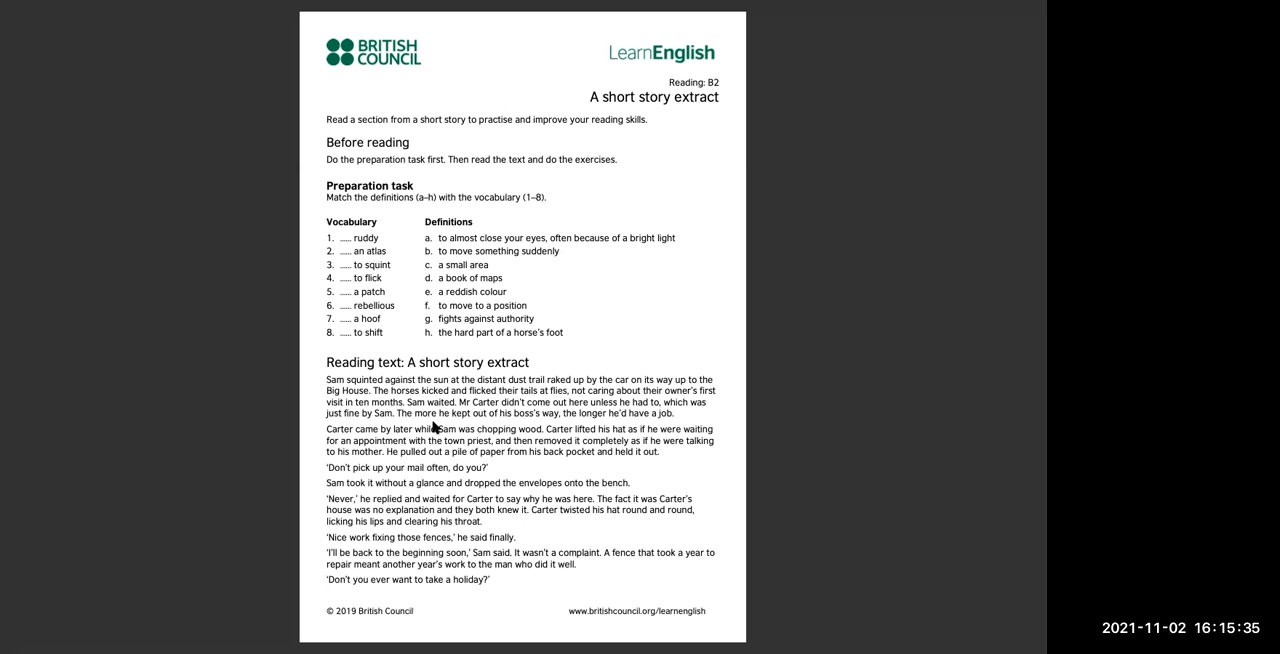 BRITISH
COUNCIL
LearnEnglish
Reading: B2
A short story extract
Read a section from a short story to practise and improve your reading skills.
Before reading
Do the preparation task first. Then read the text and do the exercises.
Preparation task
Match the definitions (a–h) with the vocabulary (1–8).
Vocabulary Definitions
1. ..... ruddy a. to almost close your eyes, often because of a bright light
2. ..... an atlas b. to move something suddenly
3. ..... to squint c. a small area
4. ..... to flick d. a book of maps
5. ..... a patch e. a reddish colour
6. ..... rebellious f. to move to a position
7. ..... a hoof g. fights against authority
8. ..... to shift h. the hard part of a horse's foot
Reading text: A short story extract
Sam squinted against the sun at the distant dust trail raked up by the car on its way up to the
Big House. The horses kicked and flicked their tails at flies, not caring about their owner's first
visit in ten months. Sam waited. Mr Carter didn't come out here unless he had to, which was
just fine by Sam. The more he kept out of his boss's way, the longer he'd have a job.
Carter came by later while Sam was chopping wood. Carter lifted his hat as if he were waiting
for an appointment with the town priest, and then removed it completely as if he were talking
to his mother. He pulled out a pile of paper from his back pocket and held it out.
'Don't pick up your mail often, do you?'
Sam took it without a glance and dropped the envelopes onto the bench.
'Never,' he replied and waited for Carter to say why he was here. The fact it was Carter's
house was no explanation and they both knew it. Carter twisted his hat round and round,
licking his lips and clearing his throat.
'Nice work fixing those fences,' he said finally.
'I'll be back to the beginning soon,' Sam said. It wasn't a complaint. A fence that took a year to
repair meant another year's work to the man who did it well.
'Don't you ever want to take a holiday?'
© 2019 British Council www.britishcouncil.org/learnenglish
2021-11-02 16:15:35